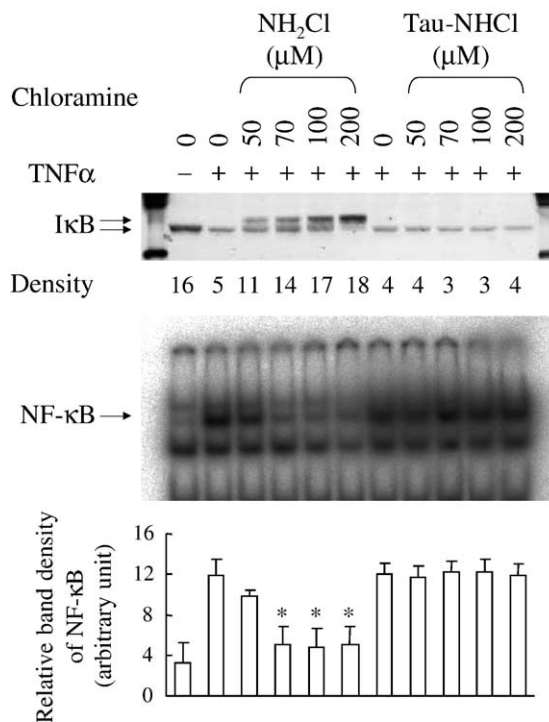 NH₂Cl Tau-NHCl
(μM) (μM)
Chloramine 0 0 50 70 100 200 0 50 70 100 200
TNFα – + + + + + + + + + +
IκB
Density 16 5 11 14 17 18 4 4 3 3 4
NF-κB
Relative band density
of NF-κB
(arbitrary unit)
16
12
8
4
0
* * *